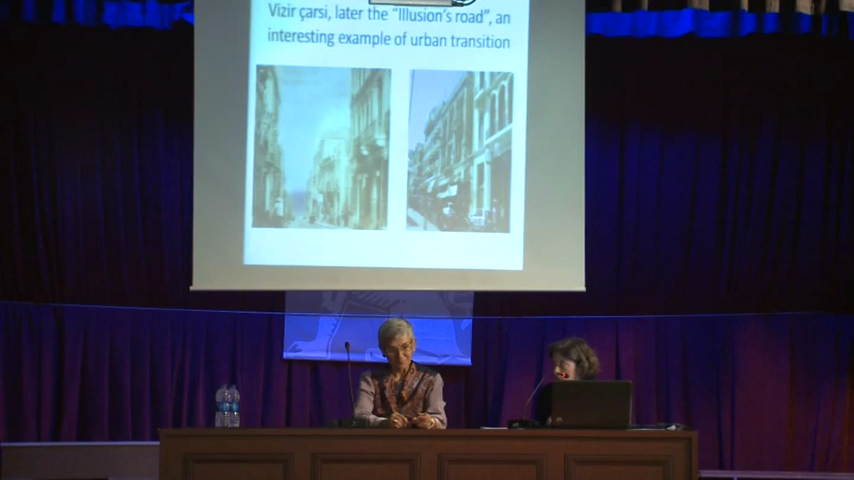 Vizir çarsi, later the “Illusion’s road”, an
interesting example of urban transition